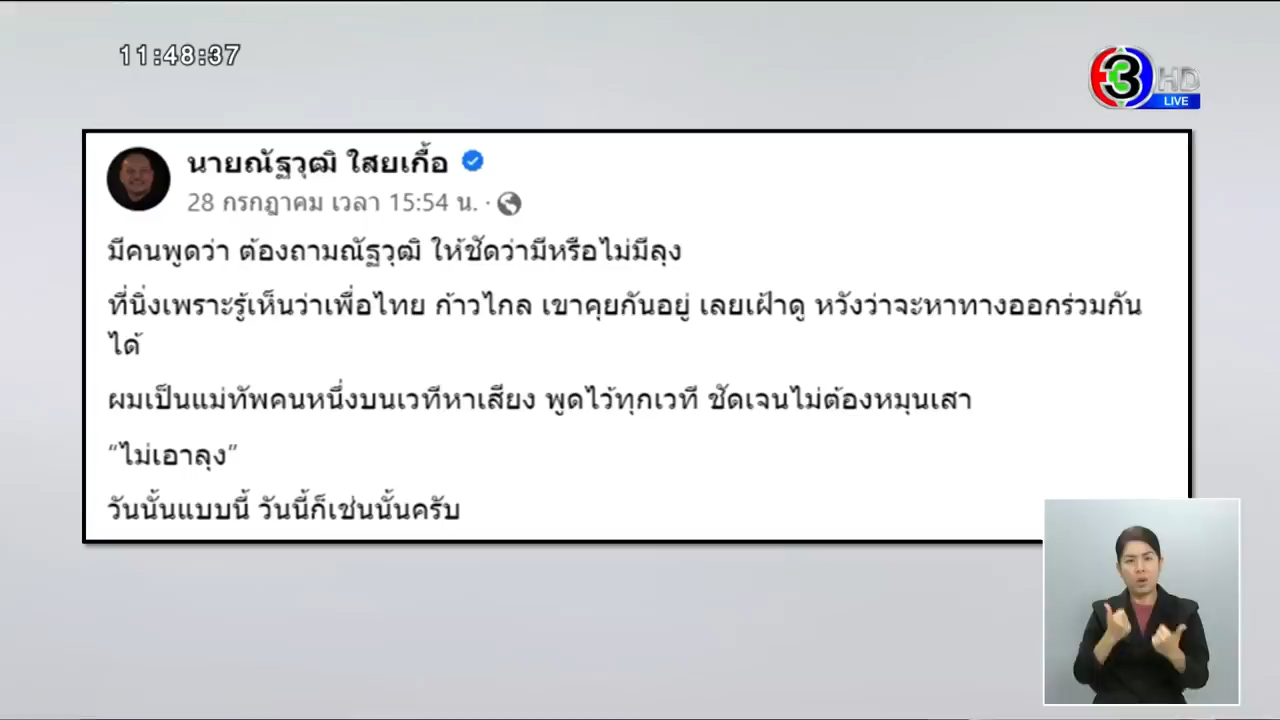 11:48:37
3 HD
LIVE
นายณัฐวุฒิ ใสยเกื้อ
28 กรกฎาคม เวลา 15:54 น. ·
มีคนพูดว่า ต้องถามณัฐวุฒิ ให้ชัดว่ามีหรือไม่มีลุง
ที่นิ่งเพราะรู้เห็นว่าเพื่อไทย ก้าวไกล เขาคุยกันอยู่ เลยเฝ้าดู หวังว่าจะหาทางออกร่วมกัน
ได้
ผมเป็นแม่ทัพคนหนึ่งบนเวทีหาเสียง พูดไว้ทุกเวที ชัดเจนไม่ต้องหมุนเสา
“ไม่เอาลุง”
วันนั้นแบบนี้ วันนี้ก็เช่นนั้นครับ